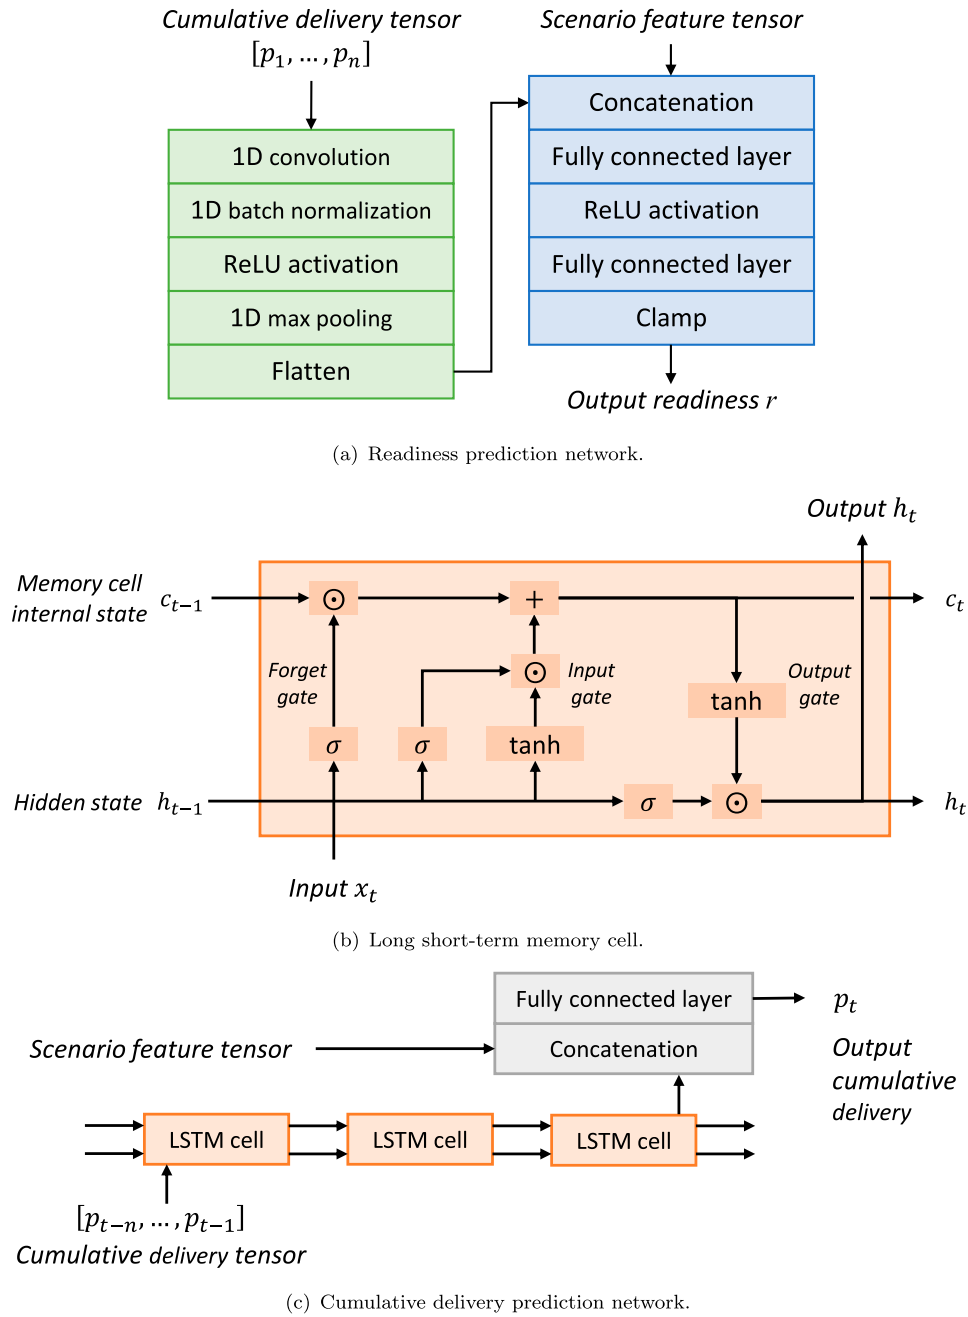 Cumulative delivery tensor
[p₁, …, pₙ]
Scenario feature tensor
1D convolution
1D batch normalization
ReLU activation
1D max pooling
Flatten
Concatenation
Fully connected layer
ReLU activation
Fully connected layer
Clamp
Output readiness r
(a) Readiness prediction network.
Output hₜ
Memory cell
internal state
cₜ₋₁
⊙
+
cₜ
Forget
gate
⊙
Input
gate
Output
gate
tanh
σ
σ
tanh
Hidden state
hₜ₋₁
σ
⊙
hₜ
Input xₜ
(b) Long short-term memory cell.
Fully connected layer
pₜ
Scenario feature tensor
Concatenation
Output
cumulative
delivery
LSTM cell
LSTM cell
LSTM cell
[pₜ₋ₙ, …, pₜ₋₁]
Cumulative delivery tensor
(c) Cumulative delivery prediction network.